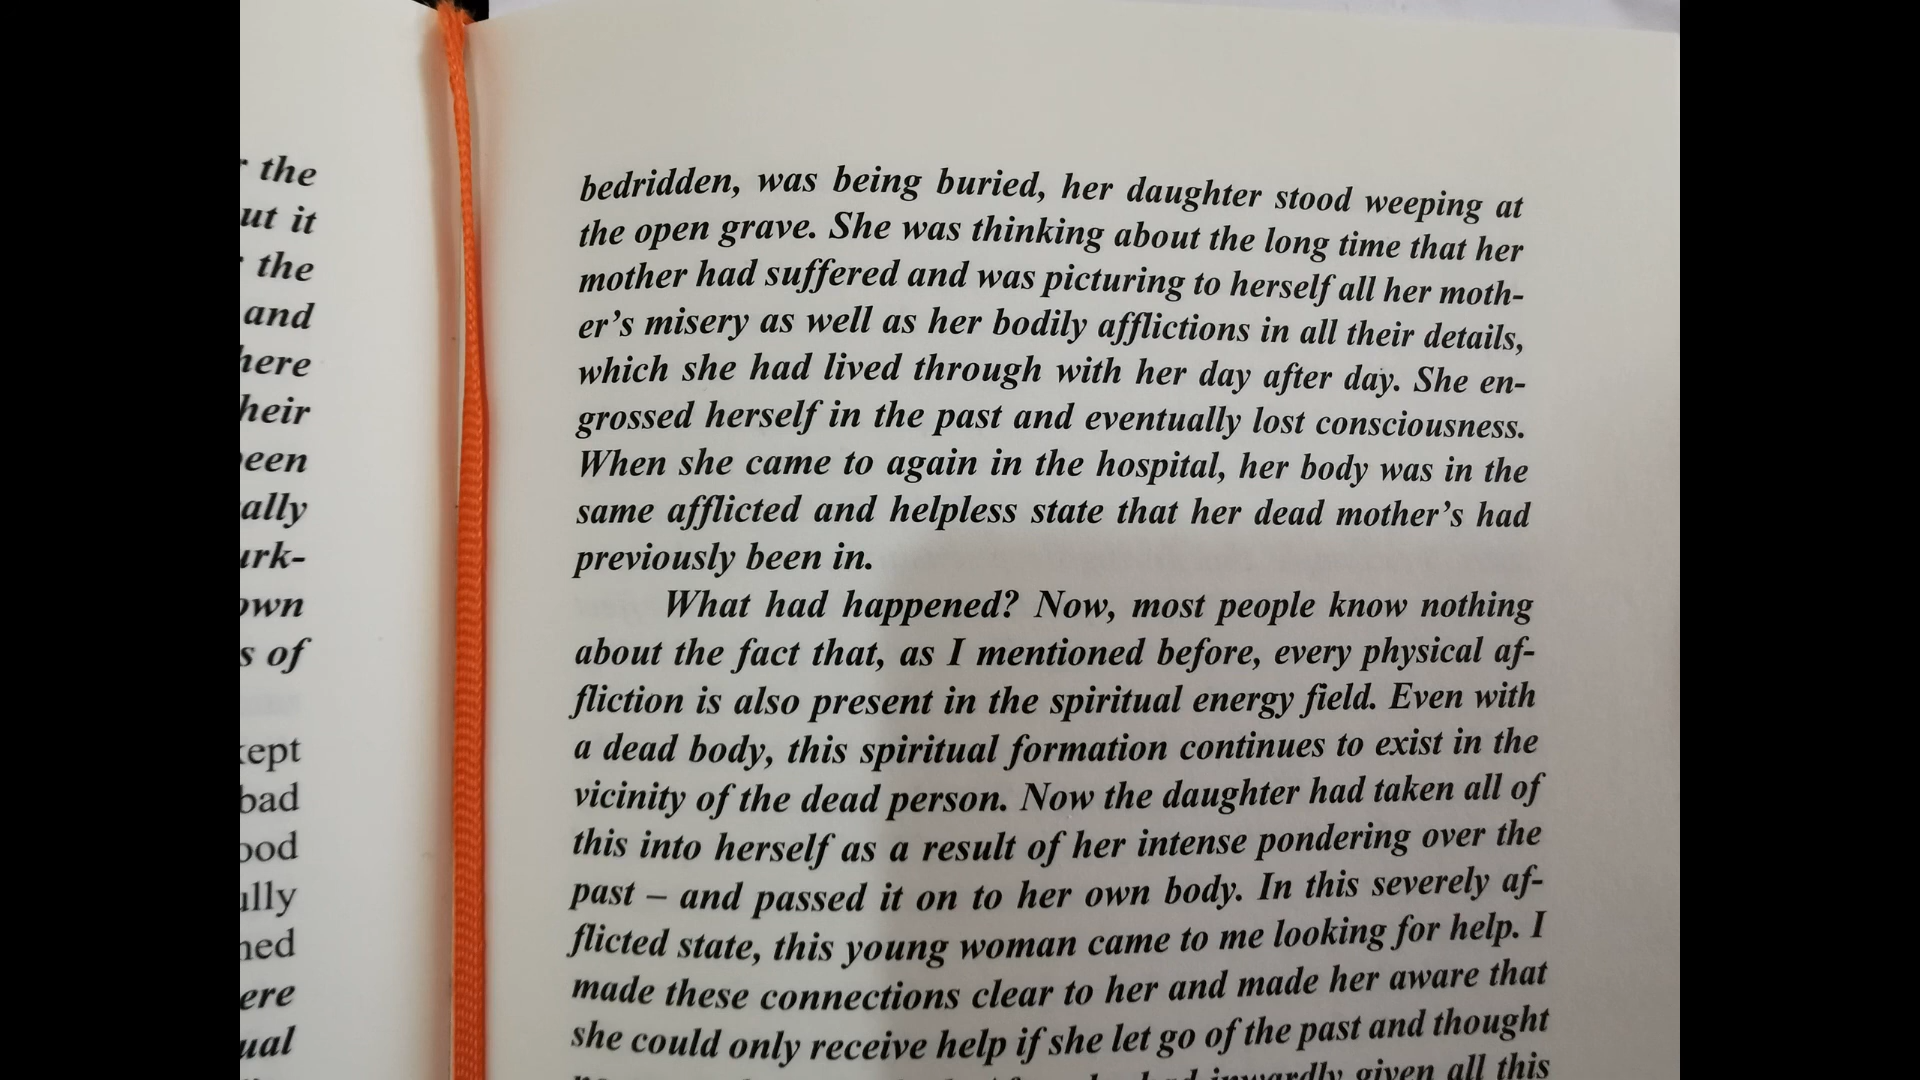 the
ut it
the
and
here
heir
een
ally
urk-
own
s of
kept
bad
ood
ully
ned
ere
ual
bedridden, was being buried, her daughter stood weeping at
the open grave. She was thinking about the long time that her
mother had suffered and was picturing to herself all her moth-
er's misery as well as her bodily afflictions in all their details,
which she had lived through with her day after day. She en-
grossed herself in the past and eventually lost consciousness.
When she came to again in the hospital, her body was in the
same afflicted and helpless state that her dead mother's had
previously been in.
What had happened? Now, most people know nothing
about the fact that, as I mentioned before, every physical af-
fliction is also present in the spiritual energy field. Even with
a dead body, this spiritual formation continues to exist in the
vicinity of the dead person. Now the daughter had taken all of
this into herself as a result of her intense pondering over the
past – and passed it on to her own body. In this severely af-
flicted state, this young woman came to me looking for help. I
made these connections clear to her and made her aware that
she could only receive help if she let go of the past and thought
inwardly given all this